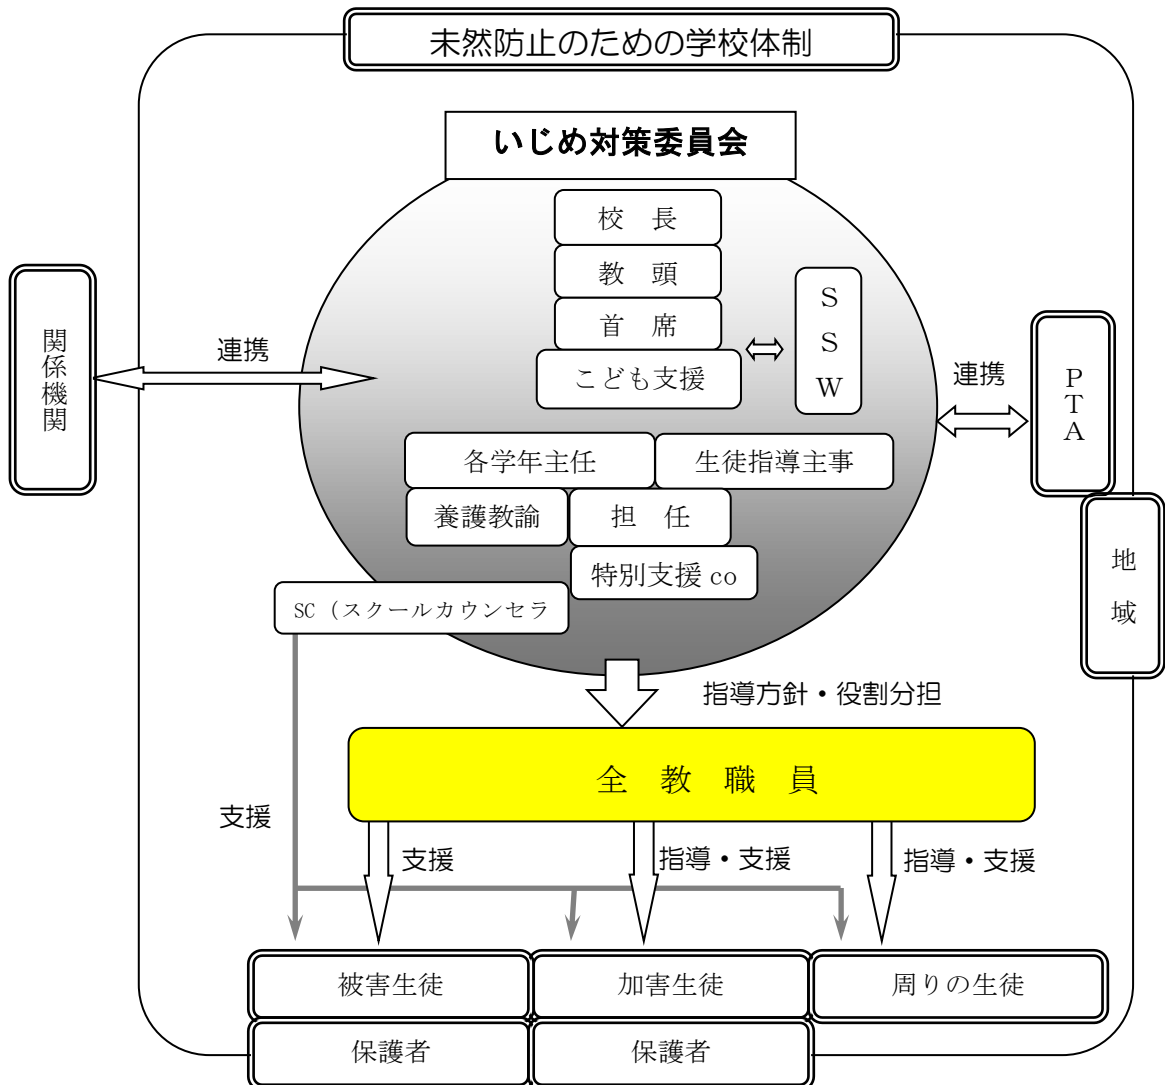 未然防止のための学校体制
いじめ対策委員会
校　長
教　頭
首　席
こども支援
S
S
W
関係機関
連携
連携
PTA
地域
各学年主任
生徒指導主事
養護教諭
担　任
特別支援 co
SC（スクールカウンセラ
指導方針・役割分担
全　教　職　員
支援
支援
指導・支援
指導・支援
被害生徒
加害生徒
周りの生徒
保護者
保護者